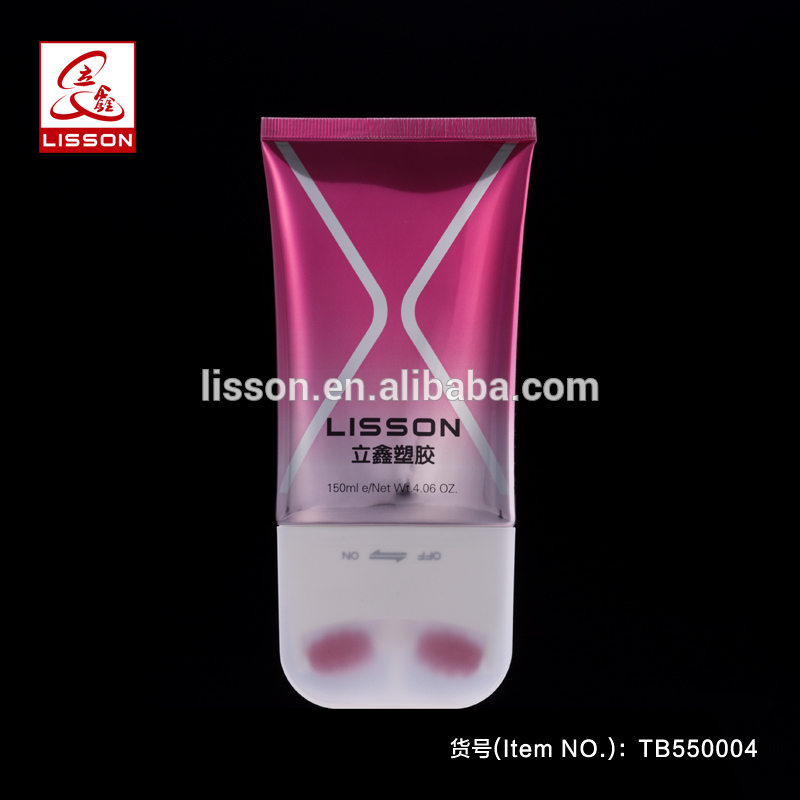 立鑫
LISSON
lisson.en.alibaba.com
LISSON
立鑫塑胶
150ml e/Net Wt 4.06 OZ.
OFF ON
货号(Item NO.): TB550004